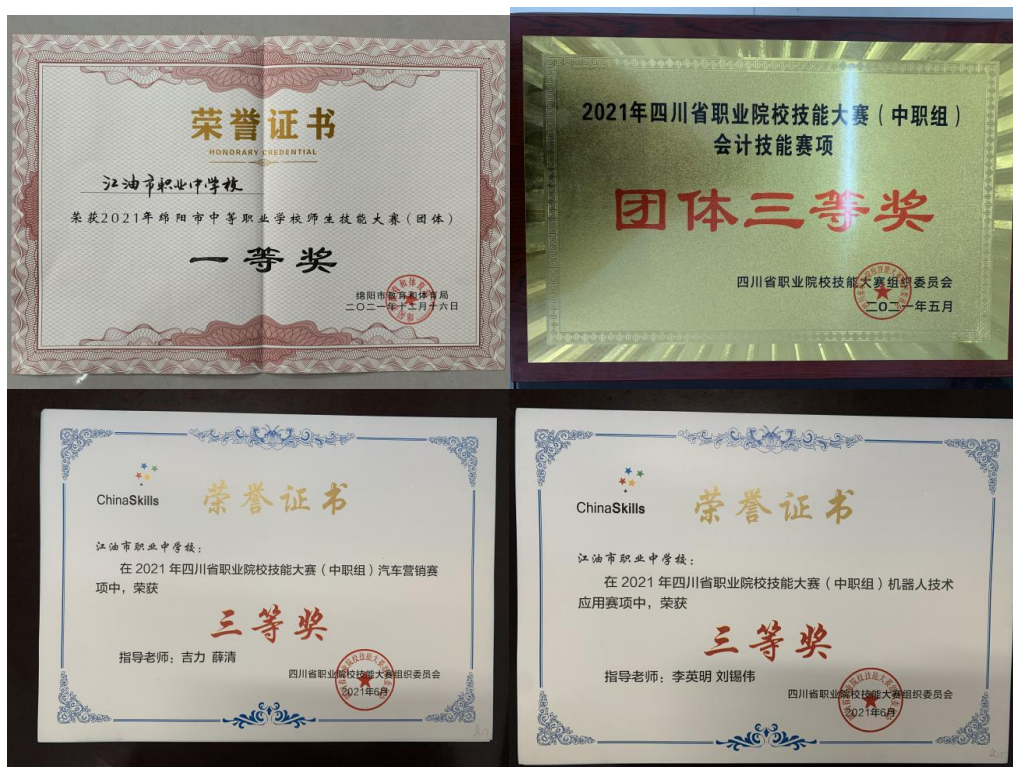 荣誉证书
HONORARY CREDENTIAL
江油市职业中学校
荣获2021年绵阳市中等职业学校师生技能大赛(团体)
一等奖
绵阳市教育和体育局
二〇二一年十二月十六日
2021年四川省职业院校技能大赛(中职组)
会计技能赛项
团体三等奖
四川省职业院校技能大赛组织委员会
二〇二一年五月
ChinaSkills
荣誉证书
江油市职业中学校:
在 2021 年四川省职业院校技能大赛(中职组)汽车营销赛
项中,荣获
三等奖
指导老师:吉力 薛清
四川省职业院校技能大赛组织委员会
2021年6月
ChinaSkills
荣誉证书
江油市职业中学校:
在 2021 年四川省职业院校技能大赛(中职组)机器人技术
应用赛项中,荣获
三等奖
指导老师:李英明 刘锡伟
四川省职业院校技能大赛组织委员会
2021年6月